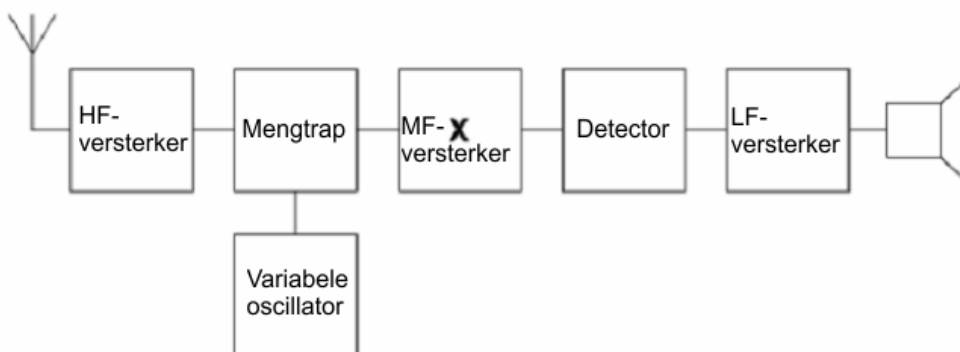 HF-
versterker
Mengtrap
MF- X
versterker
Detector
LF-
versterker
Variabele
oscillator